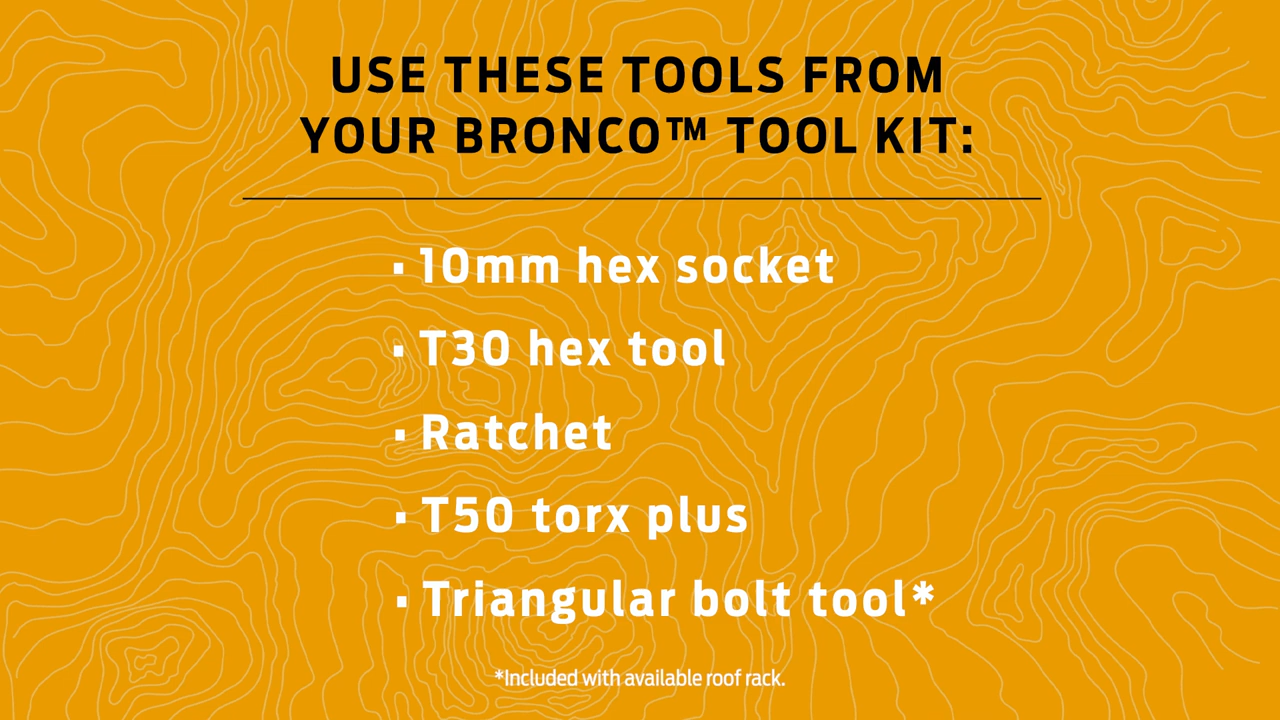 USE THESE TOOLS FROM
YOUR BRONCO™ TOOL KIT:
▪ 10mm hex socket
▪ T30 hex tool
▪ Ratchet
▪ T50 torx plus
▪ Triangular bolt tool*
*Included with available roof rack.